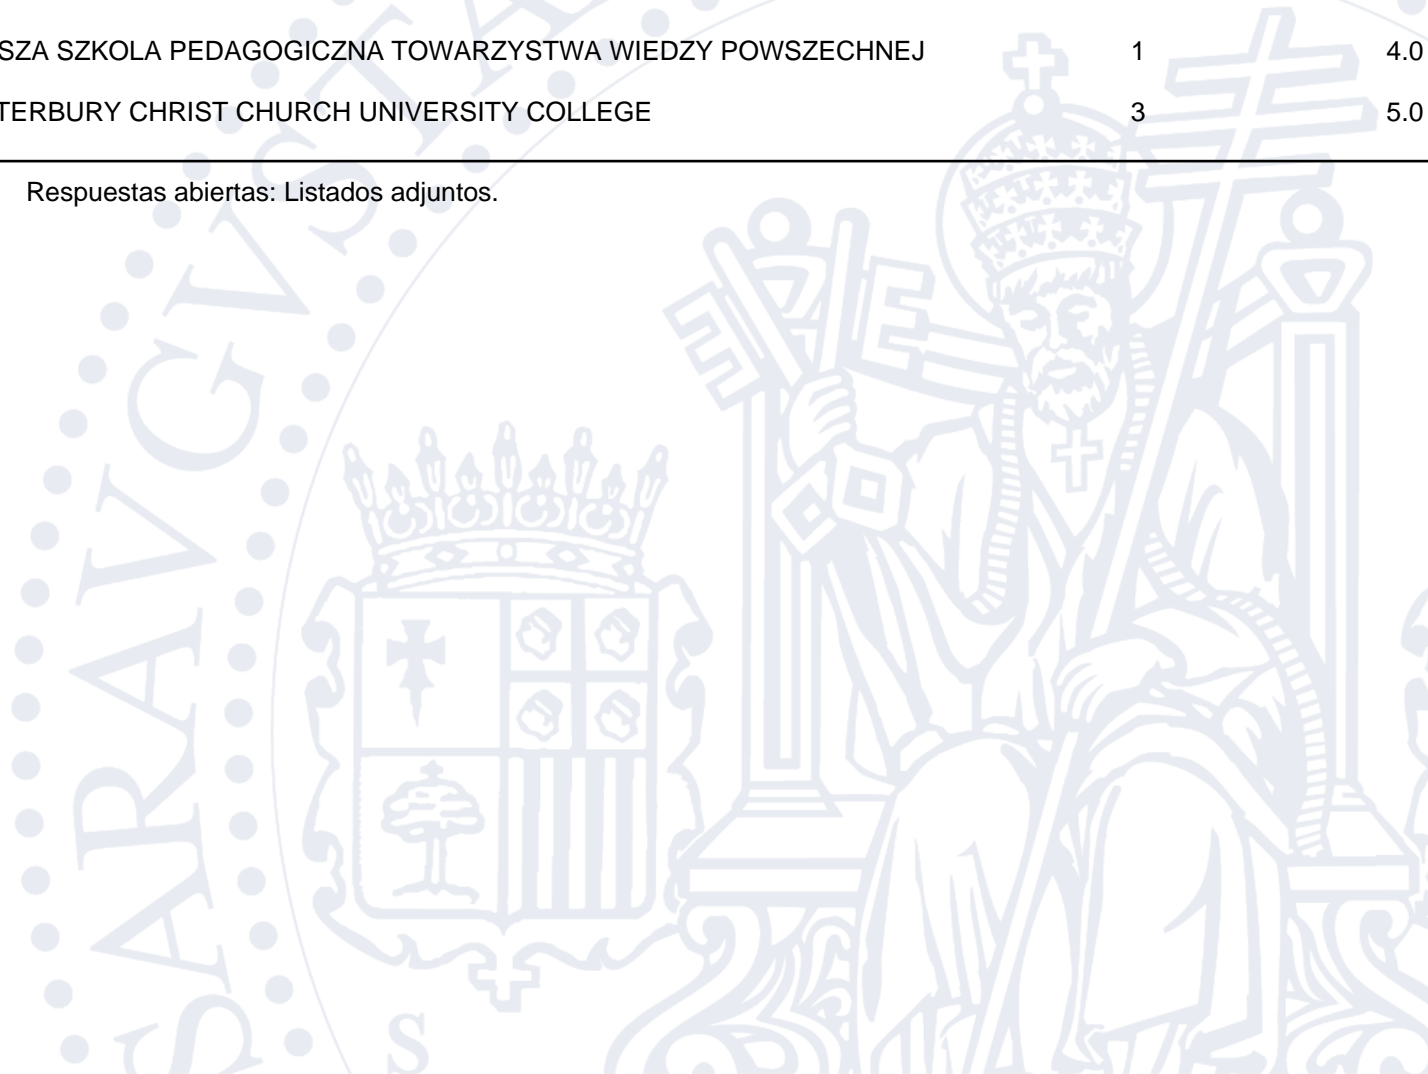 SZA SZKOLA PEDAGOGICZNA TOWARZYSTWA WIEDZY POWSZECHNEJ 1 4.0
TERBURY CHRIST CHURCH UNIVERSITY COLLEGE 3 5.0
Respuestas abiertas: Listados adjuntos.
SARAVGVSTA
S